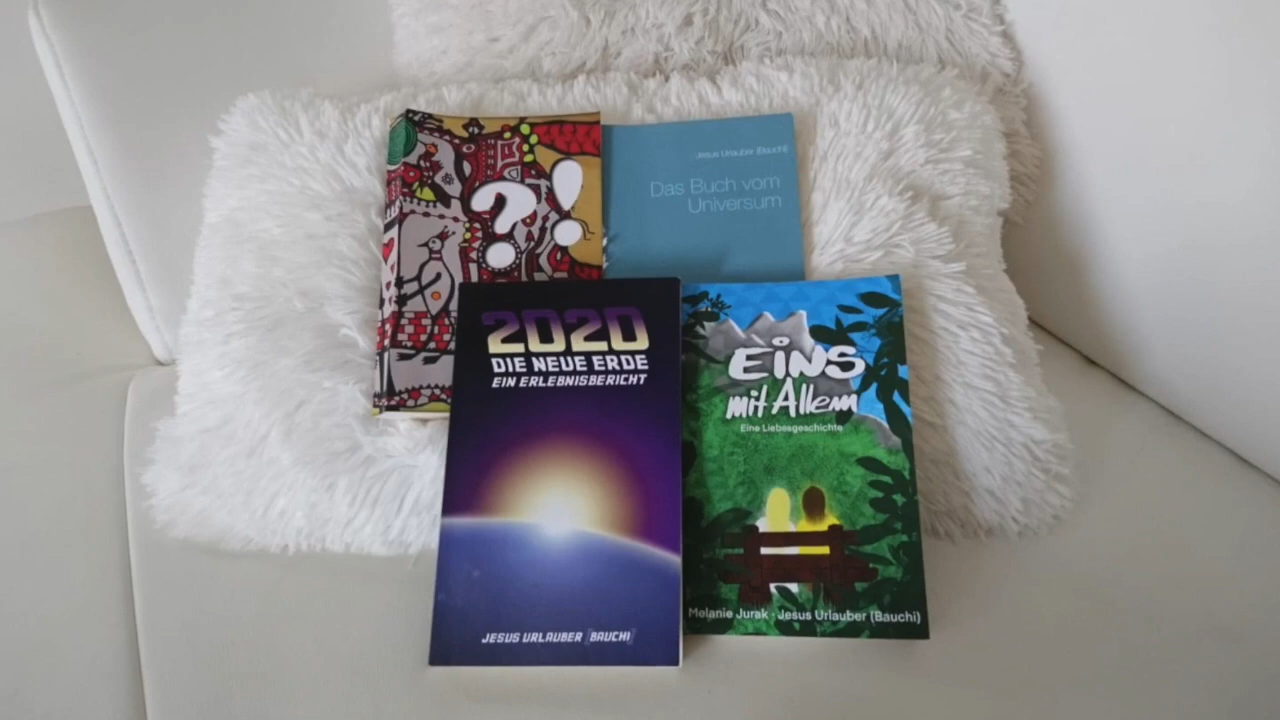 ?!
Jesus Urlauber (Bauchi)
Das Buch vom
Universum
2020
DIE NEUE ERDE
EIN ERLEBNISBERICHT
JESUS URLAUBER [BAUCHI]
EiNS
mit Allem
Eine Liebesgeschichte
Melanie Jurak · Jesus Urlauber (Bauchi)